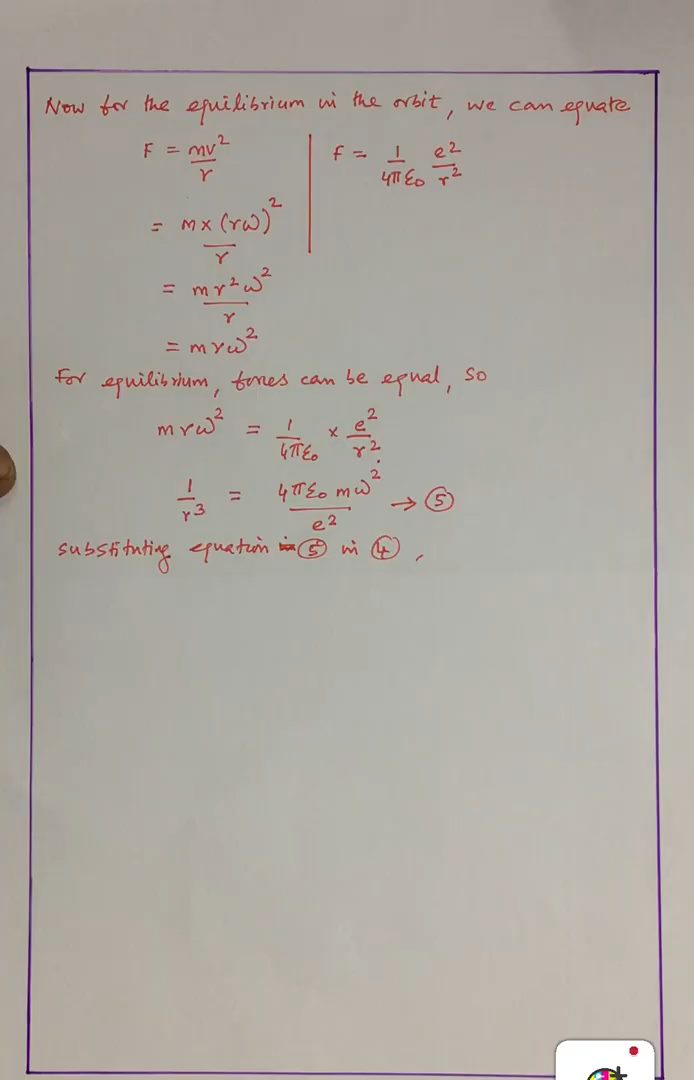 Now for the equilibrium in the orbit, we can equate
F = mv²/r | F = 1/4πε₀ e²/r²
= m×(rω)²/r
= mr²ω²/r
= mrω²
For equilibrium, forces can be equal, so
mrω² = 1/4πε₀ × e²/r²
1/r³ = 4πε₀ mω²/e² → ⑤
substituting equation ⑤ in ④,